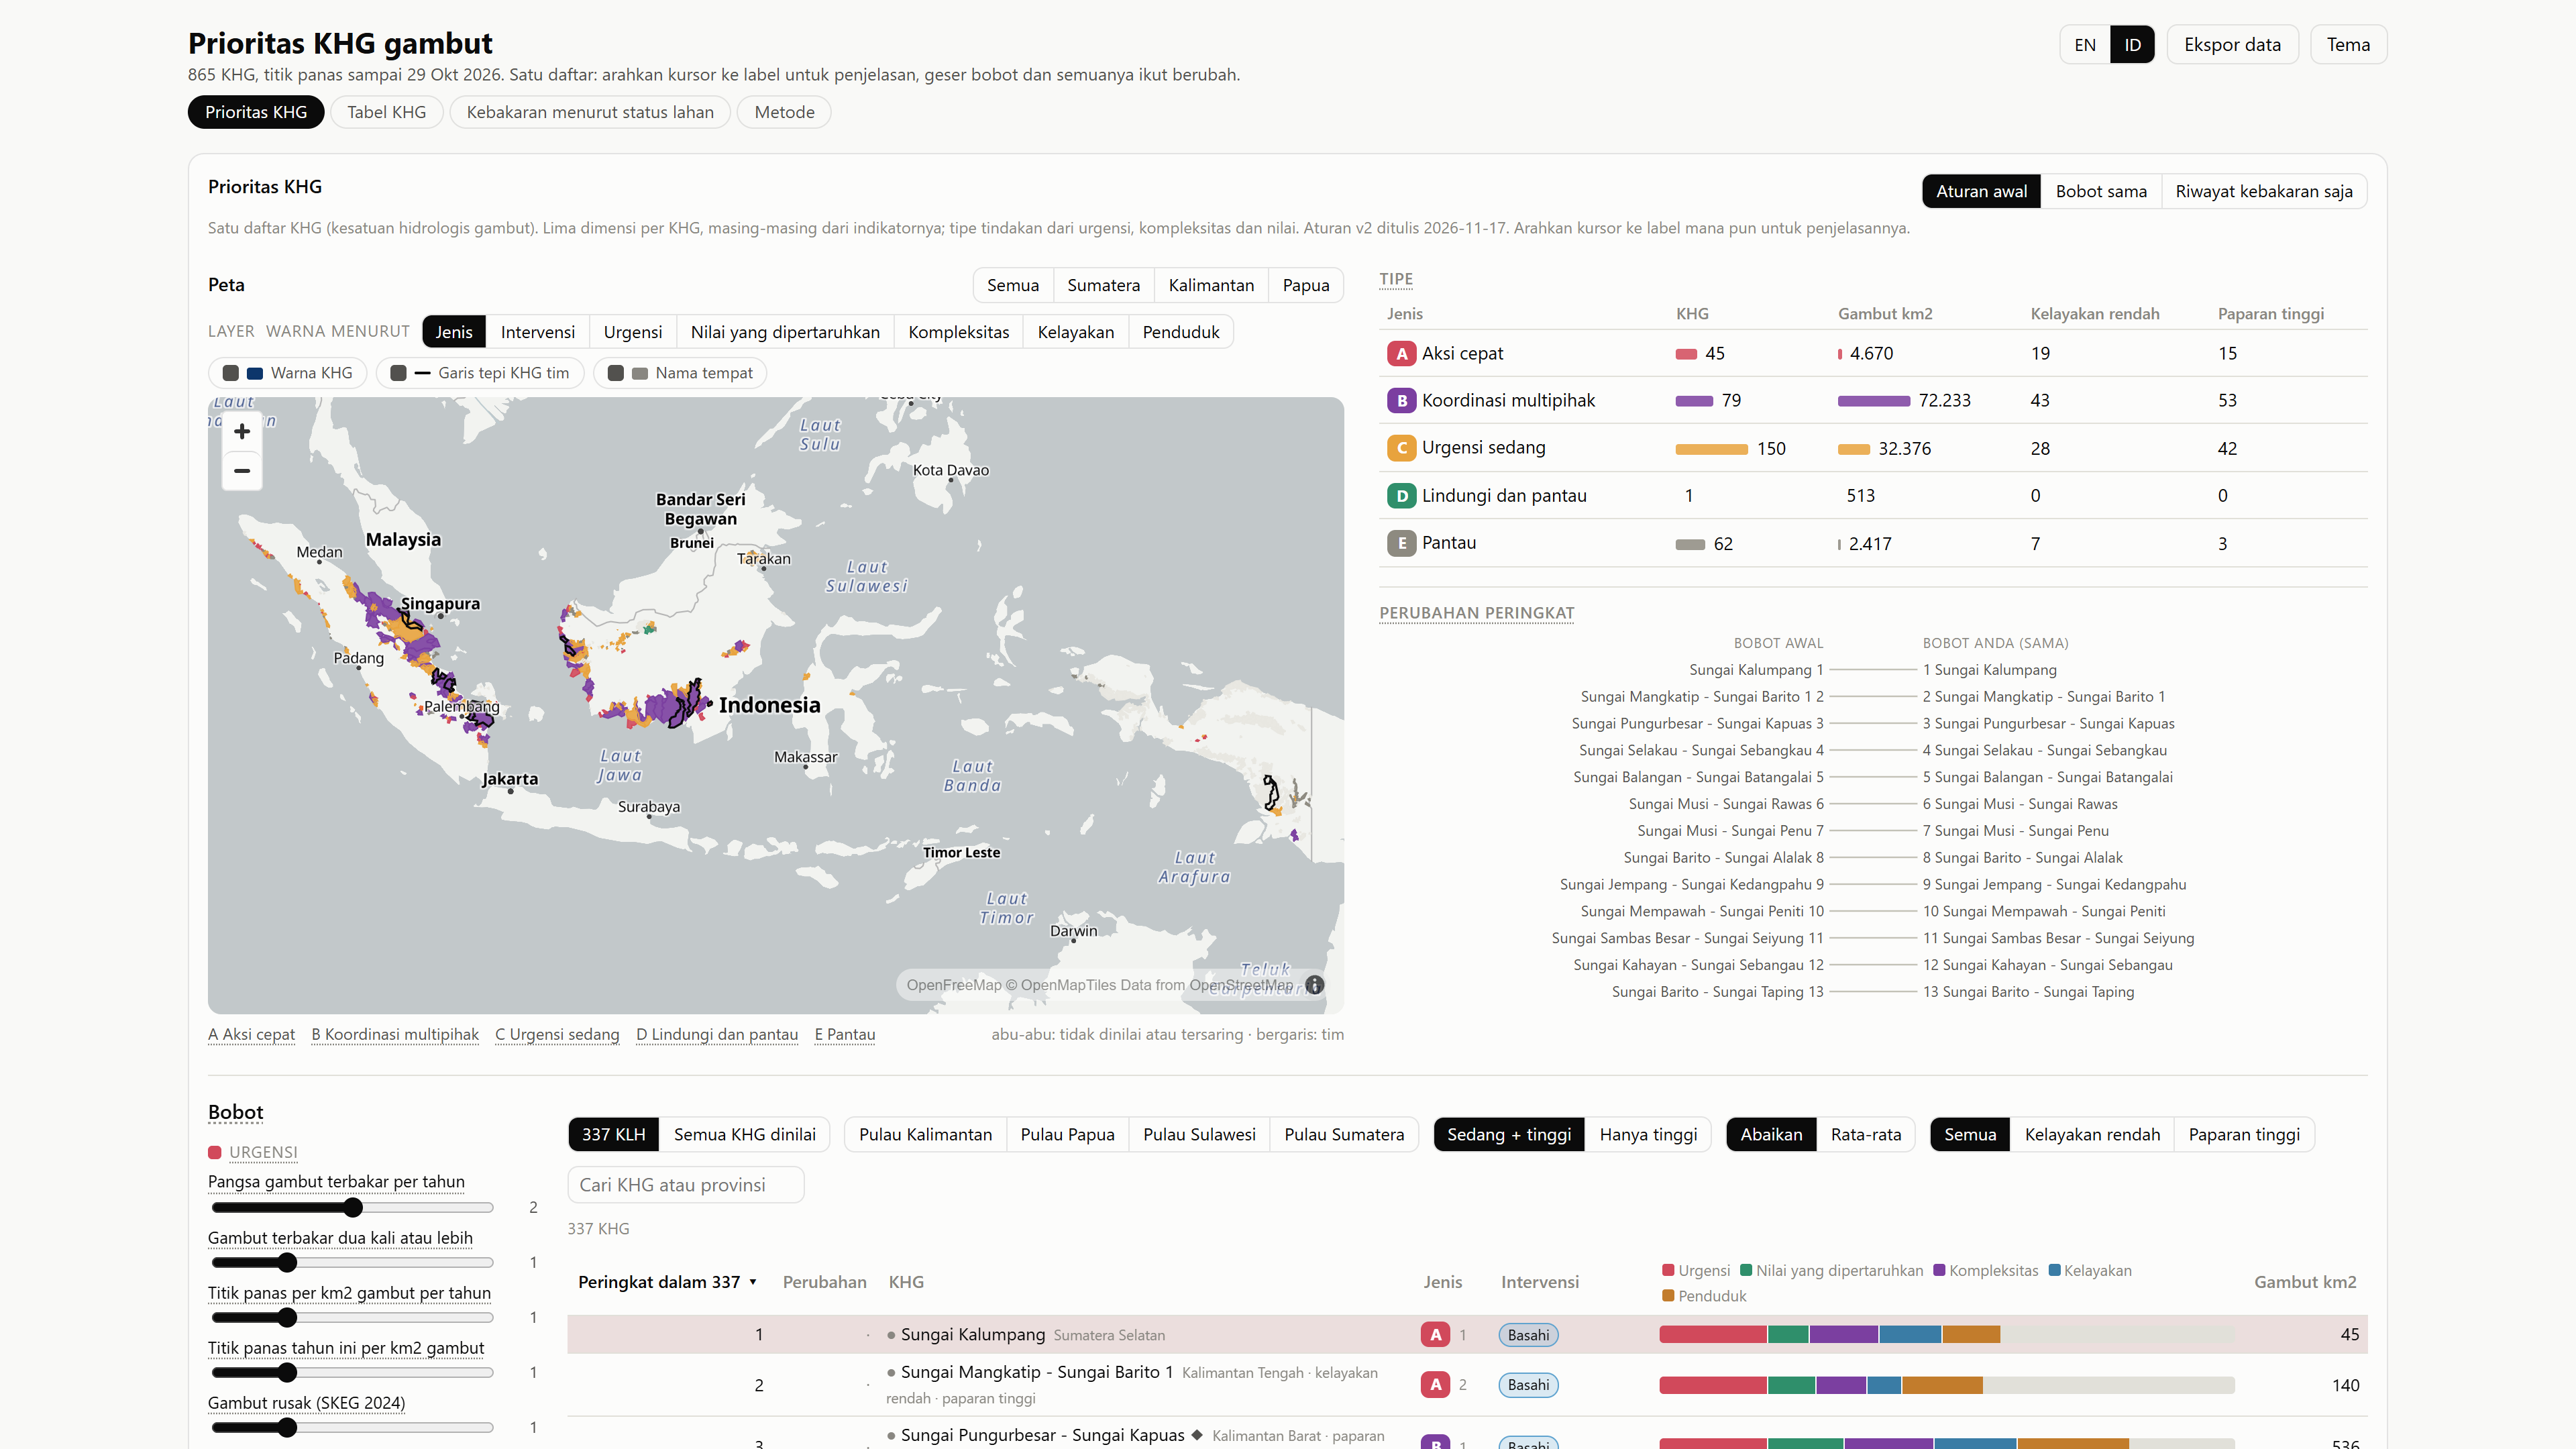 Prioritas KHG gambut
865 KHG, titik panas sampai 29 Okt 2026. Satu daftar: arahkan kursor ke label untuk penjelasan, geser bobot dan semuanya ikut berubah.
EN ID Ekspor data Tema
Prioritas KHG Tabel KHG Kebakaran menurut status lahan Metode
Prioritas KHG
Aturan awal Bobot sama Riwayat kebakaran saja
Satu daftar KHG (kesatuan hidrologis gambut). Lima dimensi per KHG, masing-masing dari indikatornya; tipe tindakan dari urgensi, kompleksitas dan nilai. Aturan v2 ditulis 2026-11-17. Arahkan kursor ke label mana pun untuk penjelasannya.
Peta
Semua Sumatera Kalimantan Papua
LAYER WARNA MENURUT Jenis Intervensi Urgensi Nilai yang dipertaruhkan Kompleksitas Kelayakan Penduduk
Warna KHG Garis tepi KHG tim Nama tempat
Laut
+
−
Laut
Sulu
Kota Davao
Bandar Seri
Begawan
Brunei
Malaysia
Medan
Tarakan
Laut
Sulawesi
Singapura
Padang
Palembang
Indonesia
Makassar
Laut
Jawa
Laut
Banda
Jakarta
Surabaya
Timor Leste
Laut
Arafura
Laut
Timor
Darwin
Teluk
OpenFreeMap © OpenMapTiles Data from OpenStreetMap
A Aksi cepat B Koordinasi multipihak C Urgensi sedang D Lindungi dan pantau E Pantau
abu-abu: tidak dinilai atau tersaring · bergaris: tim
TIPE
Jenis KHG Gambut km2 Kelayakan rendah Paparan tinggi
A Aksi cepat 45 4.670 19 15
B Koordinasi multipihak 79 72.233 43 53
C Urgensi sedang 150 32.376 28 42
D Lindungi dan pantau 1 513 0 0
E Pantau 62 2.417 7 3
PERUBAHAN PERINGKAT
BOBOT AWAL BOBOT ANDA (SAMA)
Sungai Kalumpang 1 1 Sungai Kalumpang
Sungai Mangkatip - Sungai Barito 1 2 2 Sungai Mangkatip - Sungai Barito 1
Sungai Pungurbesar - Sungai Kapuas 3 3 Sungai Pungurbesar - Sungai Kapuas
Sungai Selakau - Sungai Sebangkau 4 4 Sungai Selakau - Sungai Sebangkau
Sungai Balangan - Sungai Batangalai 5 5 Sungai Balangan - Sungai Batangalai
Sungai Musi - Sungai Rawas 6 6 Sungai Musi - Sungai Rawas
Sungai Musi - Sungai Penu 7 7 Sungai Musi - Sungai Penu
Sungai Barito - Sungai Alalak 8 8 Sungai Barito - Sungai Alalak
Sungai Jempang - Sungai Kedangpahu 9 9 Sungai Jempang - Sungai Kedangpahu
Sungai Mempawah - Sungai Peniti 10 10 Sungai Mempawah - Sungai Peniti
Sungai Sambas Besar - Sungai Seiyung 11 11 Sungai Sambas Besar - Sungai Seiyung
Sungai Kahayan - Sungai Sebangau 12 12 Sungai Kahayan - Sungai Sebangau
Sungai Barito - Sungai Taping 13 13 Sungai Barito - Sungai Taping
Bobot
URGENSI
Pangsa gambut terbakar per tahun
2
Gambut terbakar dua kali atau lebih
1
Titik panas per km2 gambut per tahun
1
Titik panas tahun ini per km2 gambut
1
Gambut rusak (SKEG 2024)
1
337 KLH Semua KHG dinilai Pulau Kalimantan Pulau Papua Pulau Sulawesi Pulau Sumatera Sedang + tinggi Hanya tinggi Abaikan Rata-rata Semua Kelayakan rendah Paparan tinggi
Cari KHG atau provinsi
337 KHG
Peringkat dalam 337 ▼ Perubahan KHG Jenis Intervensi Urgensi Nilai yang dipertaruhkan Kompleksitas Kelayakan Gambut km2
Penduduk
1 · Sungai Kalumpang Sumatera Selatan A 1 Basahi 45
2 · Sungai Mangkatip - Sungai Barito 1 Kalimantan Tengah · kelayakan A 2 Basahi 140
rendah · paparan tinggi
3 Sungai Pungurbesar - Sungai Kapuas ◆ Kalimantan Barat · paparan B 1 Basahi 536